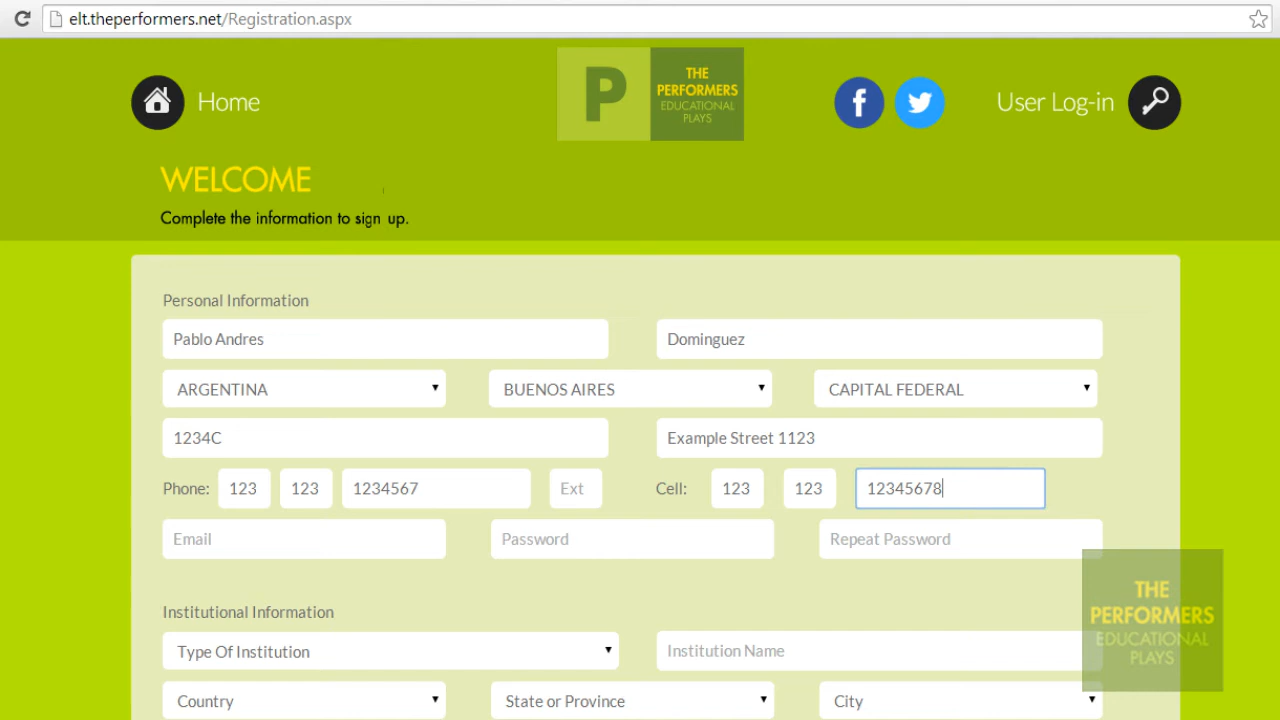 elt.theperformers.net/Registration.aspx
Home
P
THE
PERFORMERS
EDUCATIONAL
PLAYS
f
User Log-in
WELCOME
Complete the information to sign up.
Personal Information
Pablo Andres
Dominguez
ARGENTINA
BUENOS AIRES
CAPITAL FEDERAL
1234C
Example Street 1123
Phone: 123 123 1234567 Ext
Cell: 123 123 12345678
Email
Password
Repeat Password
Institutional Information
Type Of Institution
Institution Name
Country
State or Province
City
THE
PERFORMERS
EDUCATIONAL
PLAYS